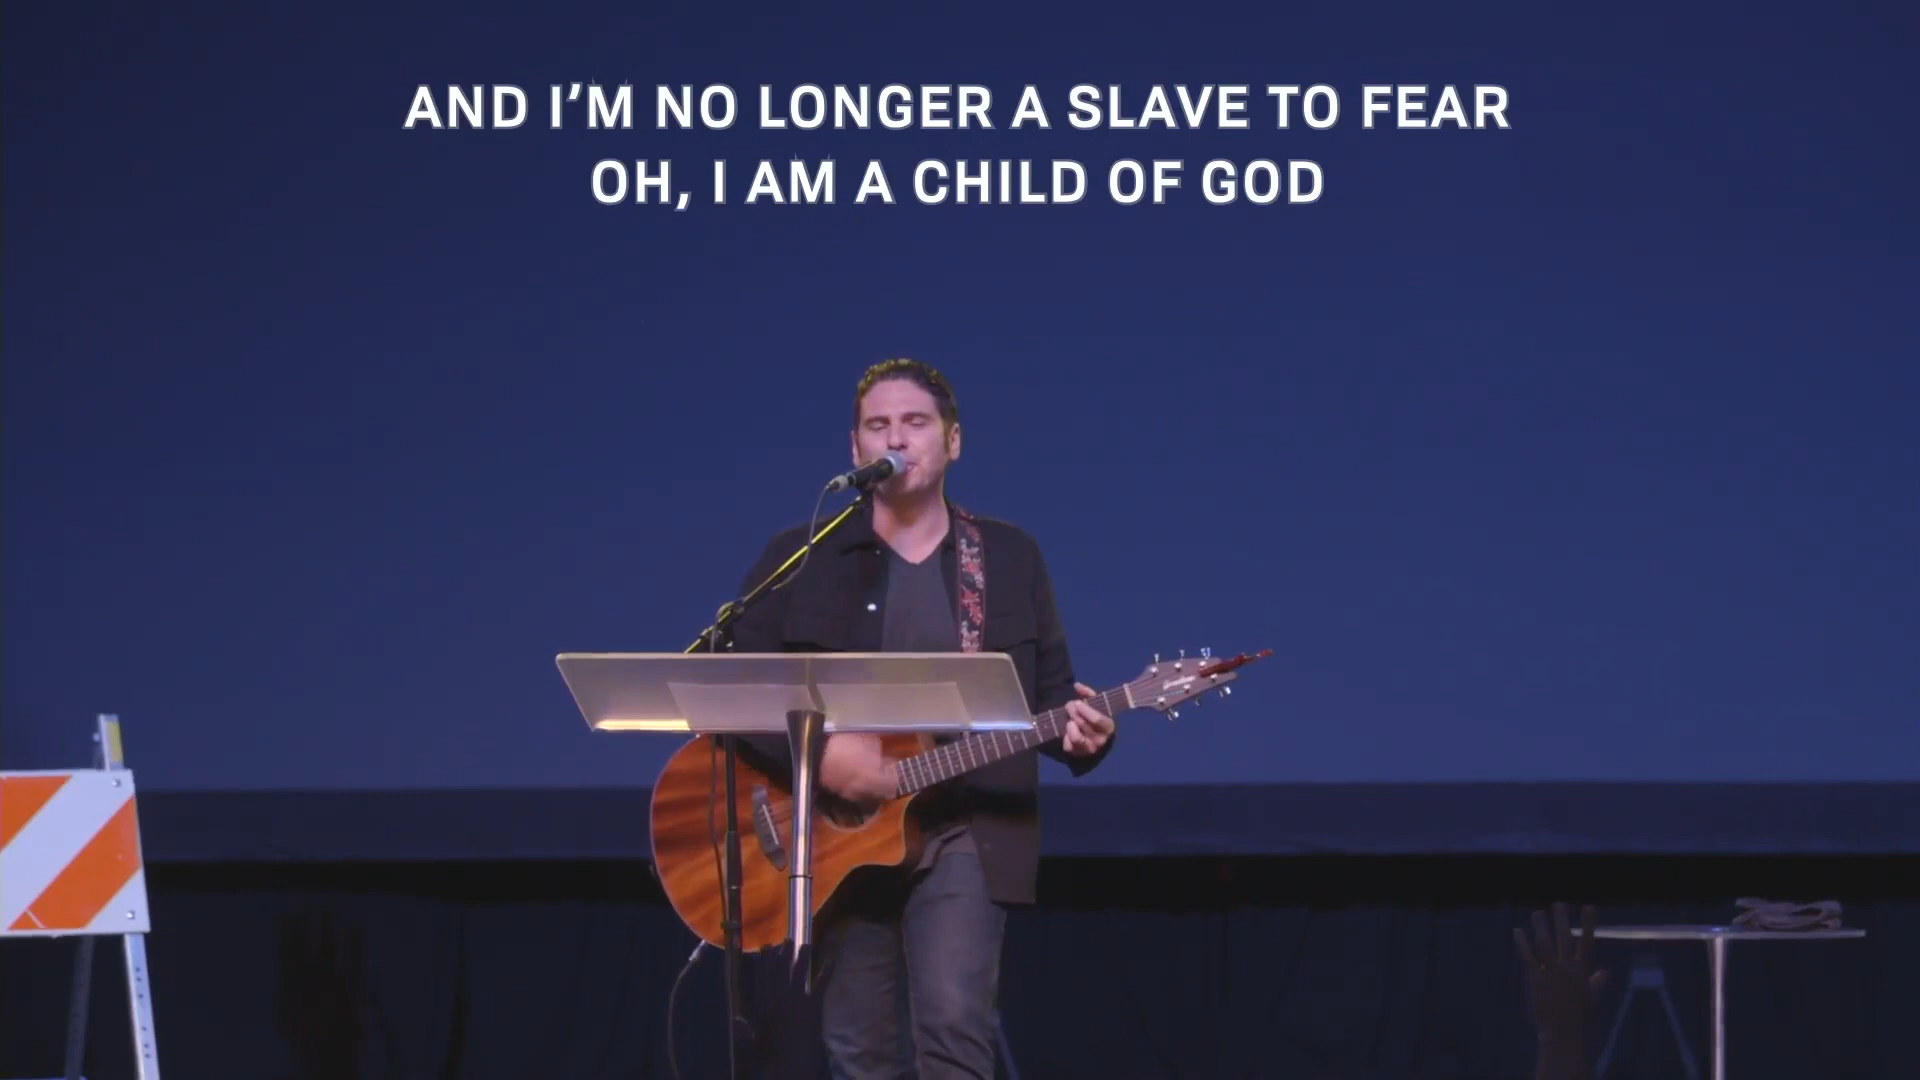 AND I’M NO LONGER A SLAVE TO FEAR
OH, I AM A CHILD OF GOD